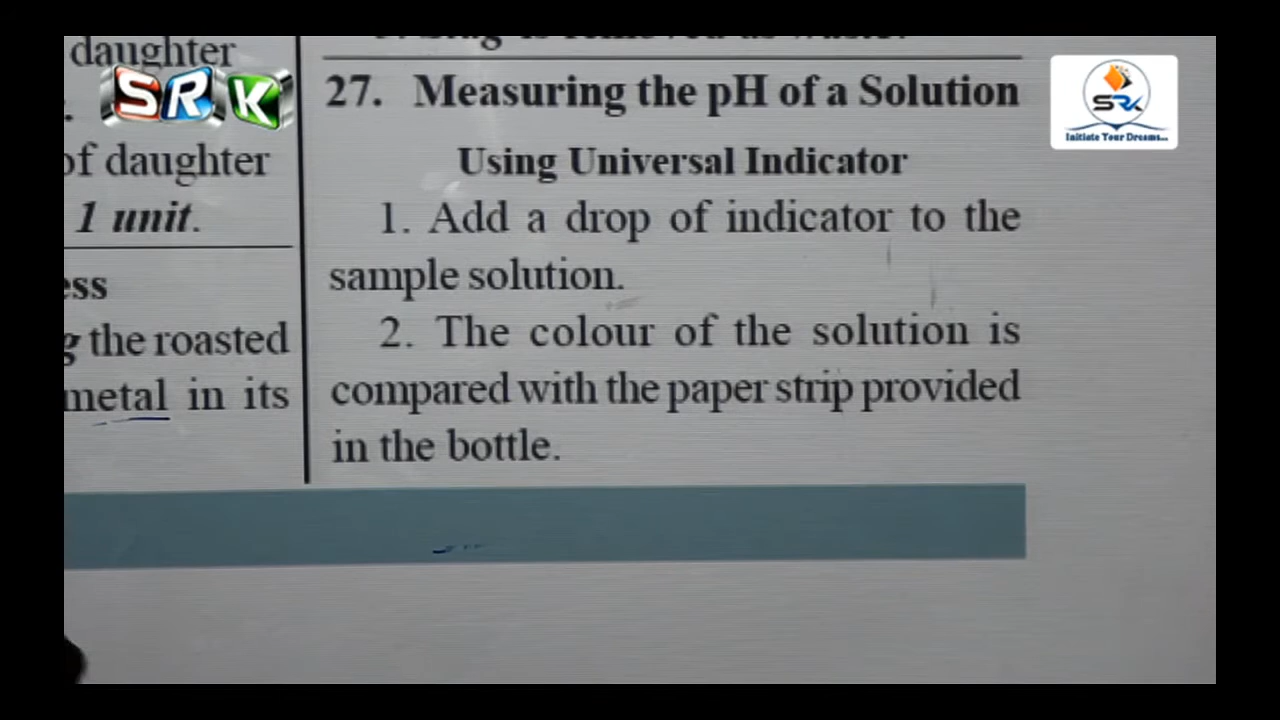 daughter
SRK
of daughter
1 unit.
ess
g the roasted
metal in its
27. Measuring the pH of a Solution
Using Universal Indicator
1. Add a drop of indicator to the
sample solution.
2. The colour of the solution is
compared with the paper strip provided
in the bottle.
SRK
Initiate Your Dreams...